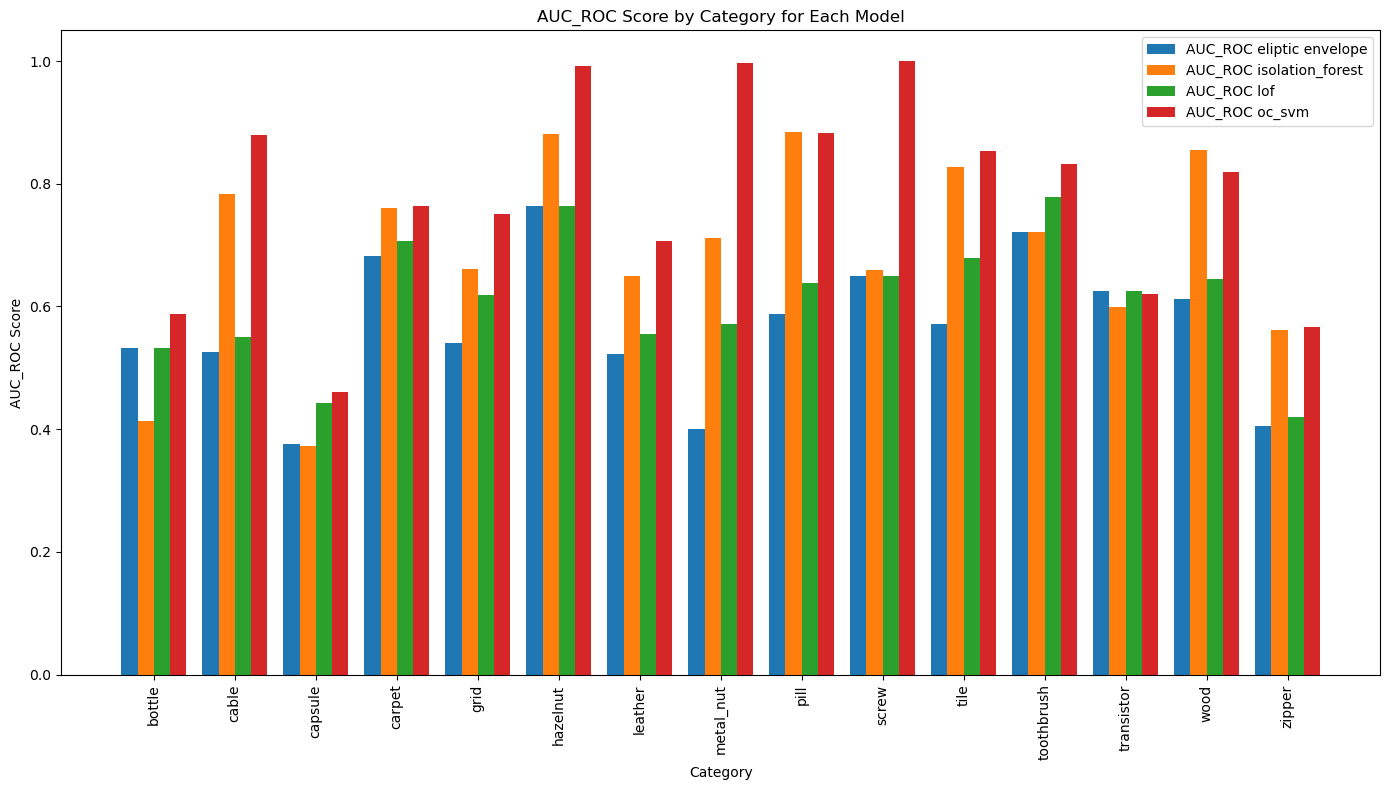 AUC_ROC Score by Category for Each Model
AUC_ROC eliptic envelope
AUC_ROC isolation_forest
AUC_ROC lof
AUC_ROC oc_svm
AUC_ROC Score
1.0
0.8
0.6
0.4
0.2
0.0
bottle
cable
capsule
carpet
grid
hazelnut
leather
metal_nut
pill
screw
tile
toothbrush
transistor
wood
zipper
Category